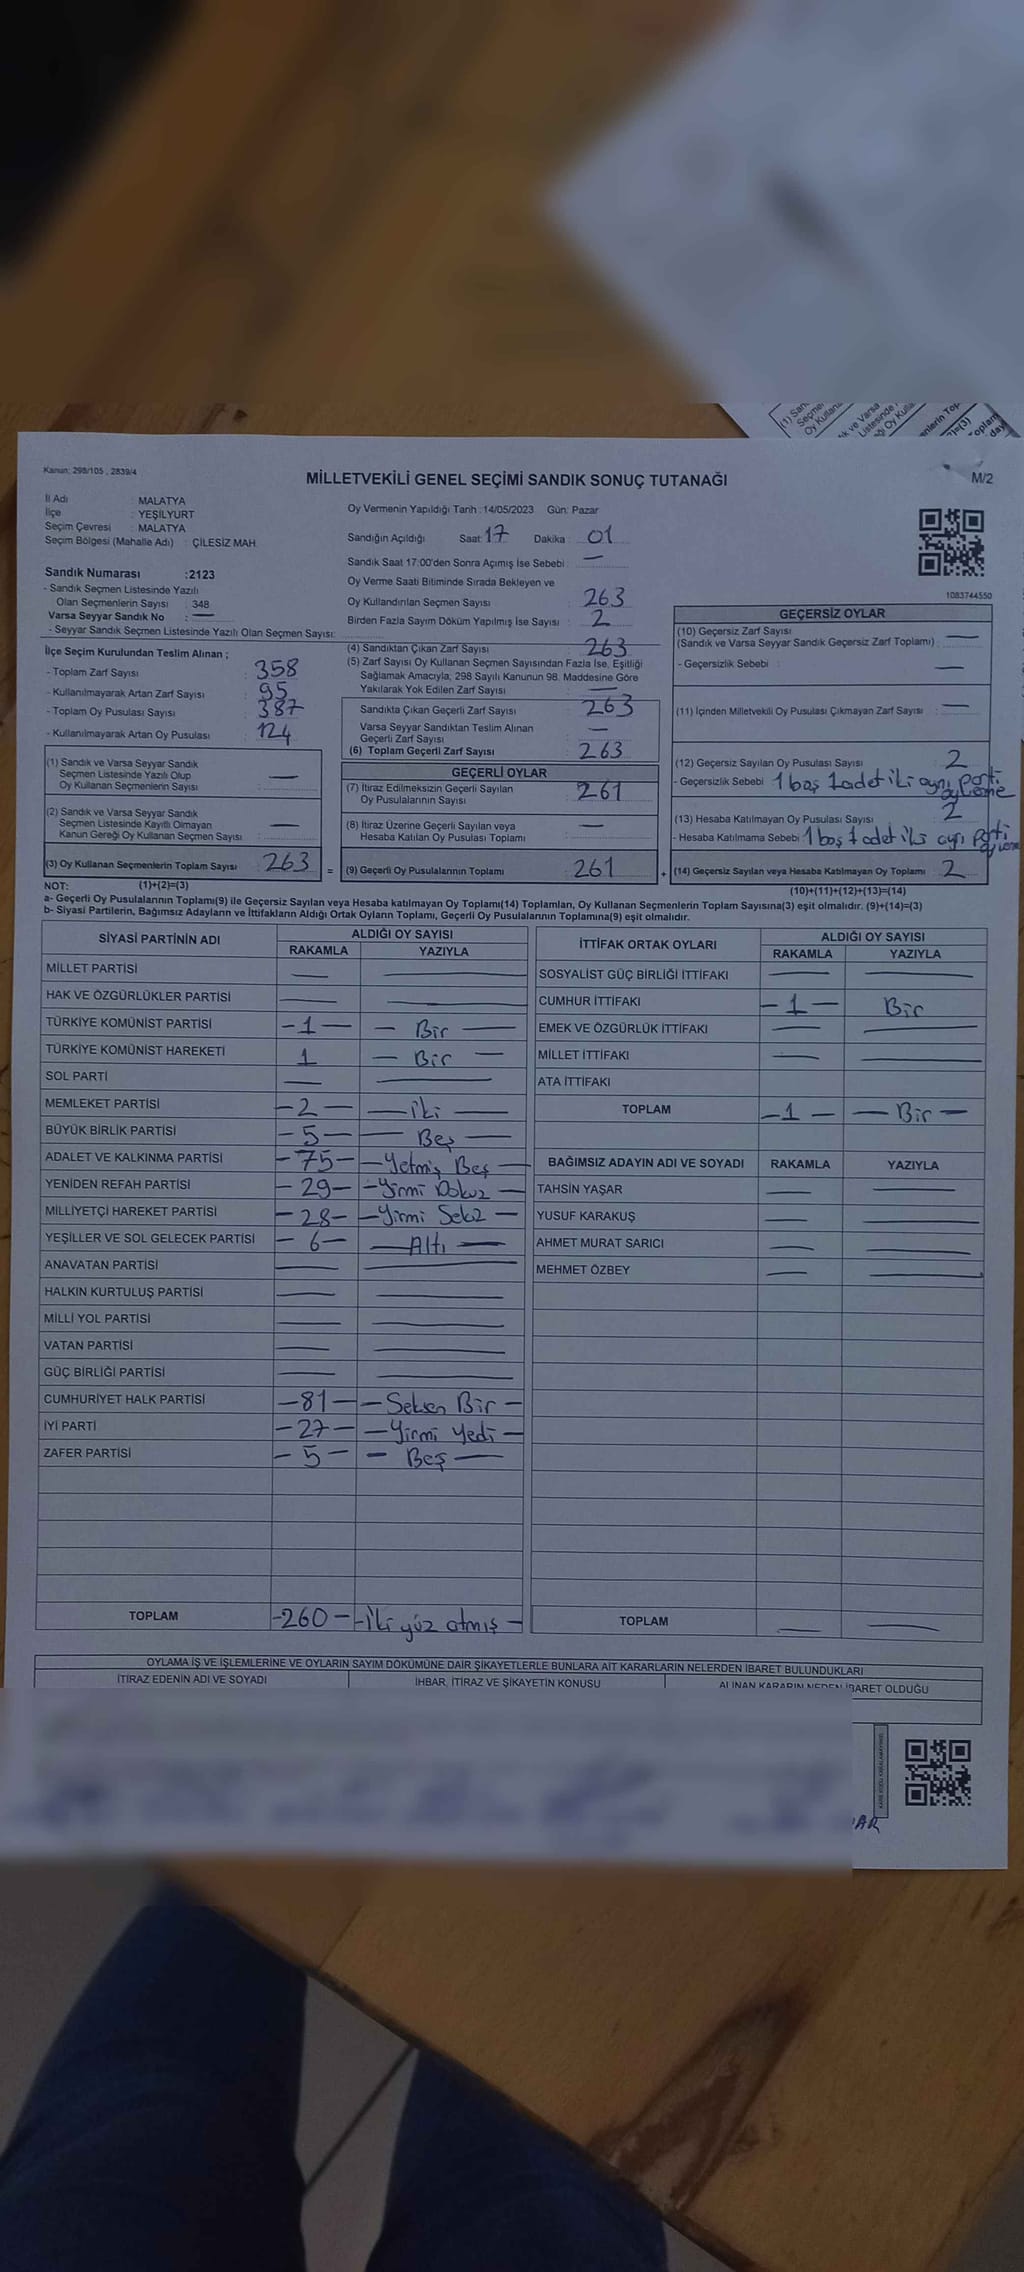 Kanun: 298/105 , 2839/4
MİLLETVEKİLİ GENEL SEÇİMİ SANDIK SONUÇ TUTANAĞI
M/2
İl Adı : MALATYA
İlçe : YEŞİLYURT
Seçim Çevresi : MALATYA
Seçim Bölgesi (Mahalle Adı) : ÇİLESİZ MAH.
Sandık Numarası :2123
- Sandık Seçmen Listesinde Yazılı
Olan Seçmenlerin Sayısı : 348
Varsa Seyyar Sandık No : —
- Seyyar Sandık Seçmen Listesinde Yazılı Olan Seçmen Sayısı:
İlçe Seçim Kurulundan Teslim Alınan ;
- Toplam Zarf Sayısı : 358
- Kullanılmayarak Artan Zarf Sayısı : 95
- Toplam Oy Pusulası Sayısı : 387
- Kullanılmayarak Artan Oy Pusulası : 124
(1) Sandık ve Varsa Seyyar Sandık
Seçmen Listesinde Yazılı Olup
Oy Kullanan Seçmenlerin Sayısı : —
(2) Sandık ve Varsa Seyyar Sandık
Seçmen Listesinde Kayıtlı Olmayan
Kanun Gereği Oy Kullanan Seçmen Sayısı : —
(3) Oy Kullanan Seçmenlerin Toplam Sayısı : 263 =
Oy Vermenin Yapıldığı Tarih : 14/05/2023 Gün: Pazar
Sandığın Açıldığı Saat: 17 Dakika : 01
Sandık Saat 17:00'den Sonra Açımış İse Sebebi : —
Oy Verme Saati Bitiminde Sırada Bekleyen ve
Oy Kullandırılan Seçmen Sayısı : 263
Birden Fazla Sayım Döküm Yapılmış İse Sayısı : 2
(4) Sandıktan Çıkan Zarf Sayısı : 263
(5) Zarf Sayısı Oy Kullanan Seçmen Sayısından Fazla İse, Eşitliği
Sağlamak Amacıyla, 298 Sayılı Kanunun 98. Maddesine Göre
Yakılarak Yok Edilen Zarf Sayısı : —
Sandıkta Çıkan Geçerli Zarf Sayısı : 263
Varsa Seyyar Sandıktan Teslim Alınan
Geçerli Zarf Sayısı : —
(6) Toplam Geçerli Zarf Sayısı : 263
GEÇERLİ OYLAR
(7) İtiraz Edilmeksizin Geçerli Sayılan
Oy Pusulalarının Sayısı : 261
(8) İtiraz Üzerine Geçerli Sayılan veya
Hesaba Katılan Oy Pusulası Toplamı : —
(9) Geçerli Oy Pusulalarının Toplamı : 261 +
1083744550
GEÇERSİZ OYLAR
(10) Geçersiz Zarf Sayısı
(Sandık ve Varsa Seyyar Sandık Geçersiz Zarf Toplamı) : —
- Geçersizlik Sebebi : —
(11) İçinden Milletvekili Oy Pusulası Çıkmayan Zarf Sayısı : —
(12) Geçersiz Sayılan Oy Pusulası Sayısı : 2
- Geçersizlik Sebebi : 1 boş 1 adet iki ayrı parti
(13) Hesaba Katılmayan Oy Pusulası Sayısı : 2
- Hesaba Katılmama Sebebi : 1 boş 1 adet iki ayrı parti
(14) Geçersiz Sayılan veya Hesaba Katılmayan Oy Toplamı : 2
NOT: (1)+(2)=(3) (10)+(11)+(12)+(13)=(14)
a- Geçerli Oy Pusulalarının Toplamı(9) ile Geçersiz Sayılan veya Hesaba katılmayan Oy Toplamı(14) Toplamları, Oy Kullanan Seçmenlerin Toplam Sayısına(3) eşit olmalıdır. (9)+(14)=(3)
b- Siyasi Partilerin, Bağımsız Adayların ve İttifakların Aldığı Ortak Oyların Toplamı, Geçerli Oy Pusulalarının Toplamına(9) eşit olmalıdır.
SİYASİ PARTİNİN ADI ALDIĞI OY SAYISI
RAKAMLA YAZIYLA
MİLLET PARTİSİ — —
HAK VE ÖZGÜRLÜKLER PARTİSİ — —
TÜRKİYE KOMÜNİST PARTİSİ -1- — Bir —
TÜRKİYE KOMÜNİST HAREKETİ 1 — Bir —
SOL PARTİ — —
MEMLEKET PARTİSİ -2- — iki —
BÜYÜK BİRLİK PARTİSİ -5- — Beş —
ADALET VE KALKINMA PARTİSİ -75- — Yetmiş Beş —
YENİDEN REFAH PARTİSİ -29- — Yirmi Dokuz —
MİLLİYETÇİ HAREKET PARTİSİ -28- — Yirmi Sekiz —
YEŞİLLER VE SOL GELECEK PARTİSİ -6- — Altı —
ANAVATAN PARTİSİ — —
HALKIN KURTULUŞ PARTİSİ — —
MİLLİ YOL PARTİSİ — —
VATAN PARTİSİ — —
GÜÇ BİRLİĞİ PARTİSİ — —
CUMHURİYET HALK PARTİSİ -81- — Seksen Bir —
İYİ PARTİ -27- — Yirmi Yedi —
ZAFER PARTİSİ -5- — Beş —
TOPLAM -260- — iki yüz atmış —
İTTİFAK ORTAK OYLARI ALDIĞI OY SAYISI
RAKAMLA YAZIYLA
SOSYALİST GÜÇ BİRLİĞİ İTTİFAKI — —
CUMHUR İTTİFAKI -1- Bir
EMEK VE ÖZGÜRLÜK İTTİFAKI — —
MİLLET İTTİFAKI — —
ATA İTTİFAKI
TOPLAM -1- — Bir —
BAĞIMSIZ ADAYIN ADI VE SOYADI RAKAMLA YAZIYLA
TAHSİN YAŞAR — —
YUSUF KARAKUŞ — —
AHMET MURAT SARICI — —
MEHMET ÖZBEY — —
TOPLAM — —
OYLAMA İŞ VE İŞLEMLERİNE VE OYLARIN SAYIM DÖKÜMÜNE DAİR ŞİKAYETLERLE BUNLARA AİT KARARLARIN NELERDEN İBARET BULUNDUKLARI
İTİRAZ EDENİN ADI VE SOYADI İHBAR, İTİRAZ VE ŞİKAYETİN KONUSU ALINAN KARARIN NEDEN İBARET OLDUĞU